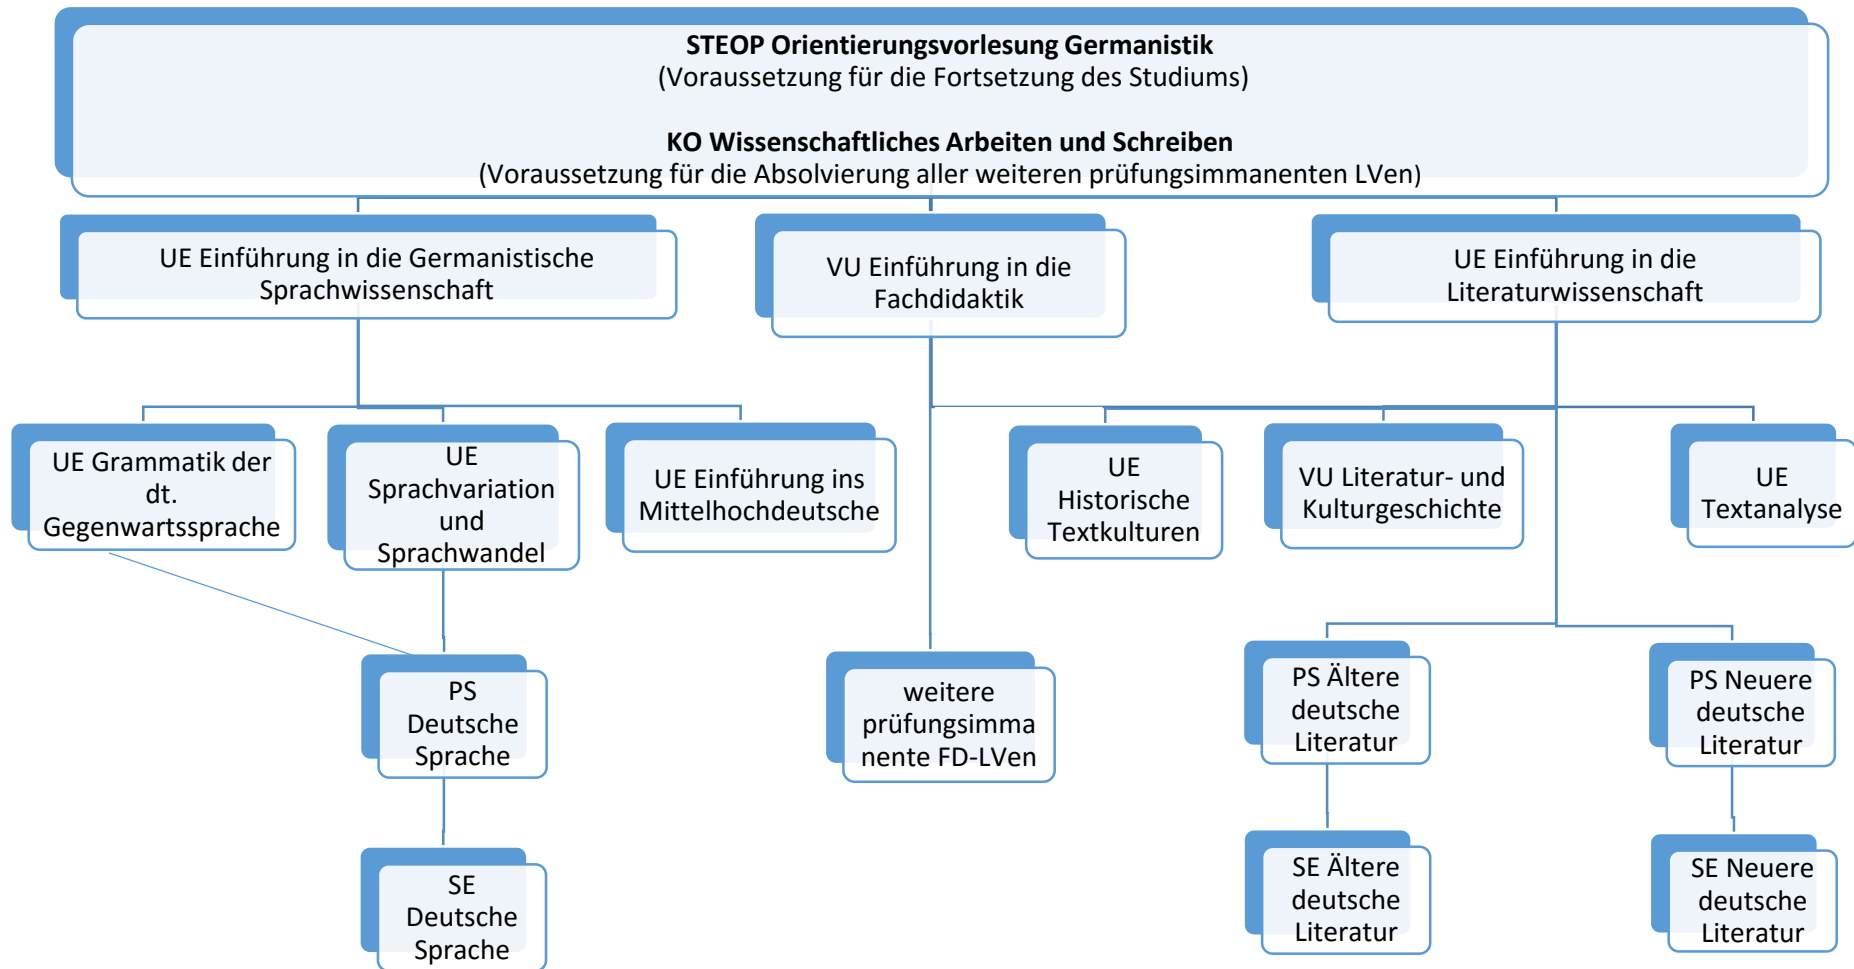 STEOP Orientierungsvorlesung Germanistik
(Voraussetzung für die Fortsetzung des Studiums)
KO Wissenschaftliches Arbeiten und Schreiben
(Voraussetzung für die Absolvierung aller weiteren prüfungsimmanenten LVen)
UE Einführung in die Germanistische
Sprachwissenschaft
VU Einführung in die
Fachdidaktik
UE Einführung in die
Literaturwissenschaft
UE Grammatik der
dt.
Gegenwartssprache
UE
Sprachvariation
und
Sprachwandel
UE Einführung ins
Mittelhochdeutsche
UE
Historische
Textkulturen
VU Literatur- und
Kulturgeschichte
UE
Textanalyse
PS
Deutsche
Sprache
weitere
prüfungsimma
nente FD-LVen
PS Ältere
deutsche
Literatur
PS Neuere
deutsche
Literatur
SE
Deutsche
Sprache
SE Ältere
deutsche
Literatur
SE Neuere
deutsche
Literatur